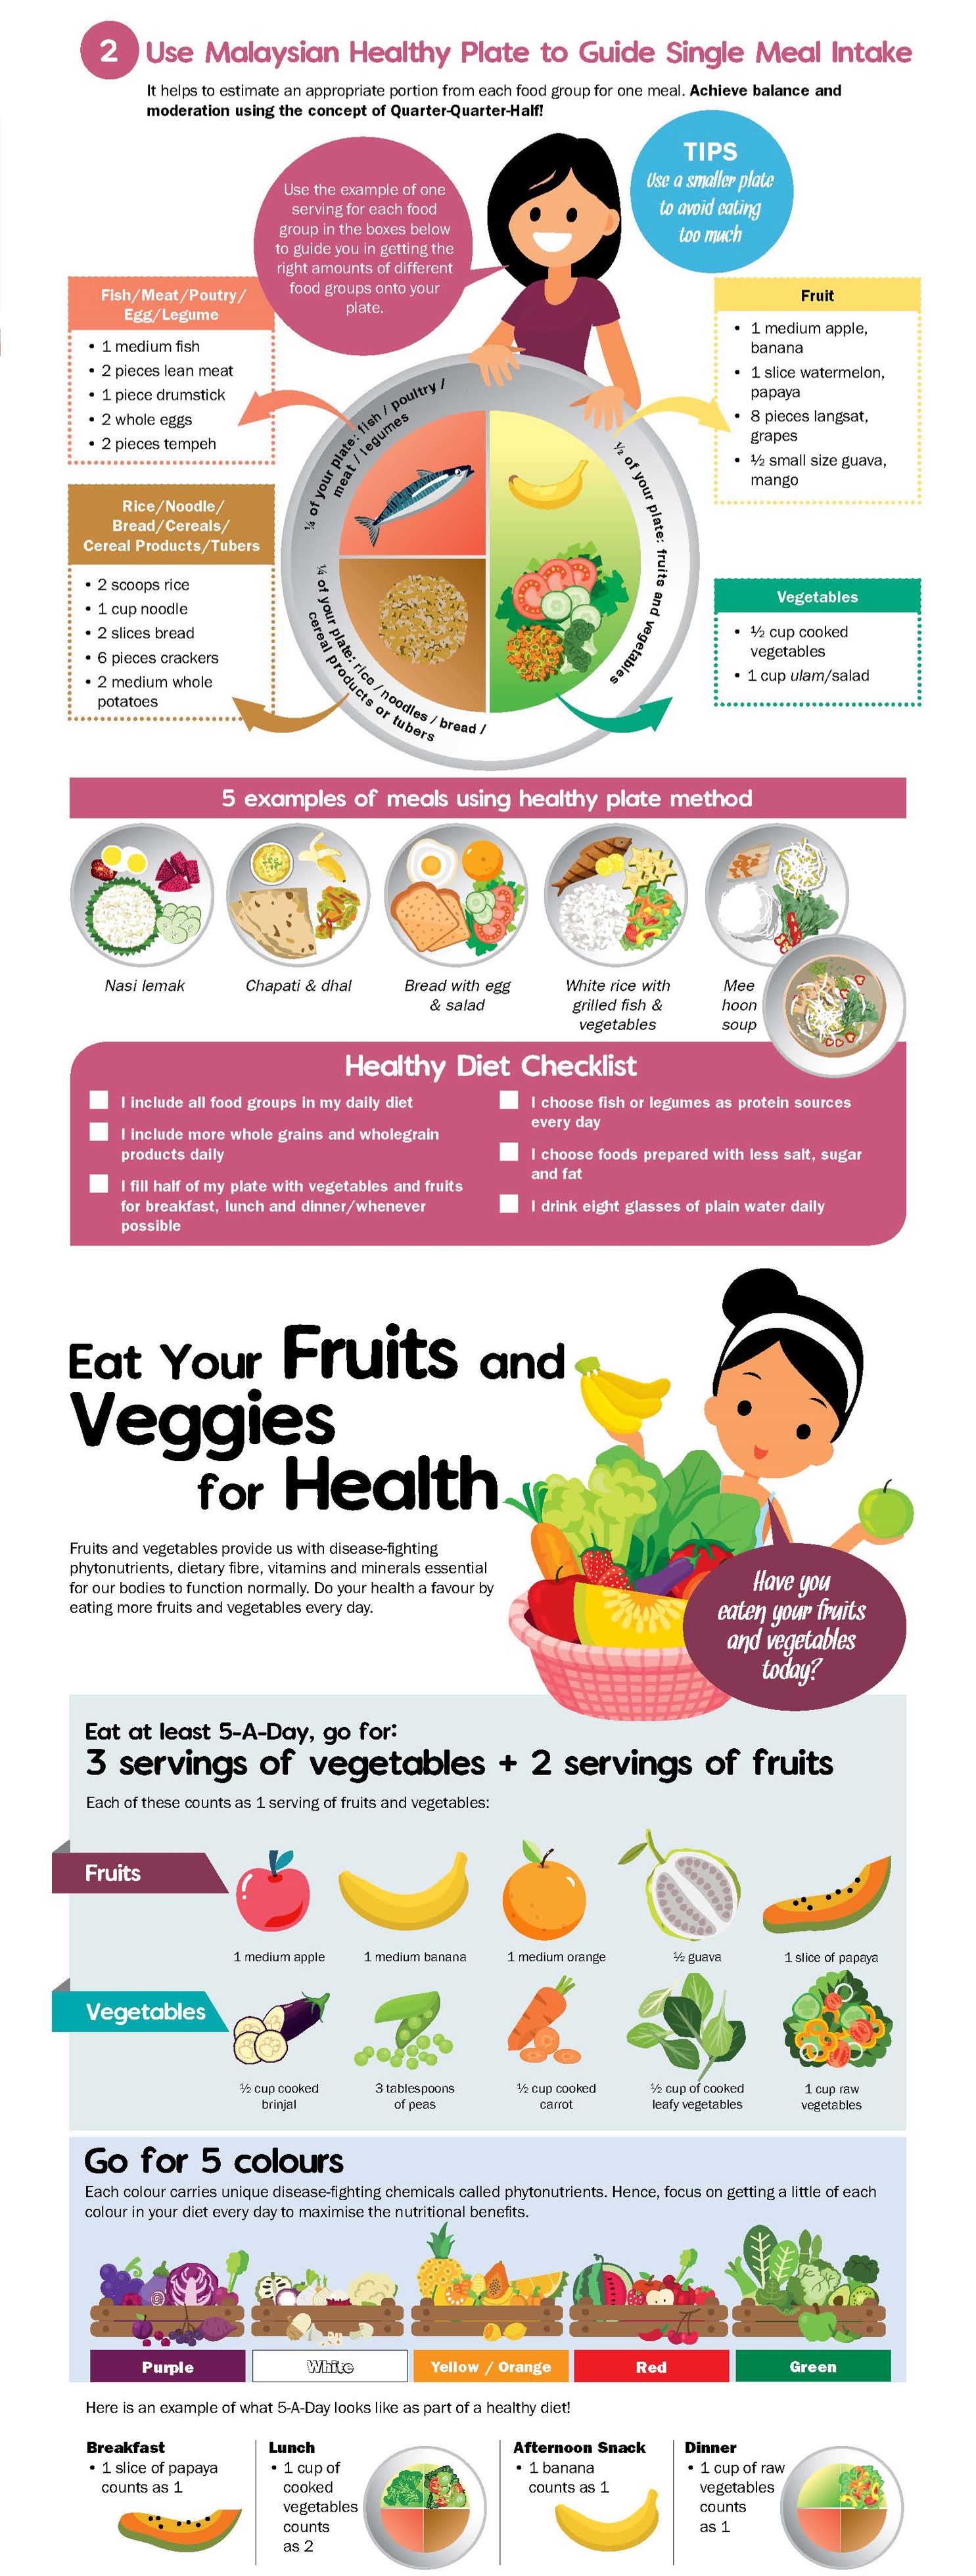 2 Use Malaysian Healthy Plate to Guide Single Meal Intake
It helps to estimate an appropriate portion from each food group for one meal. Achieve balance and
moderation using the concept of Quarter-Quarter-Half!
TIPS
Use a smaller plate
to avoid eating
too much
Use the example of one
serving for each food
group in the boxes below
to guide you in getting the
right amounts of different
food groups onto your
plate.
Fish/Meat/Poutry/
Egg/Legume
• 1 medium fish
• 2 pieces lean meat
• 1 piece drumstick
• 2 whole eggs
• 2 pieces tempeh
Fruit
• 1 medium apple,
banana
• 1 slice watermelon,
papaya
• 8 pieces langsat,
grapes
• ½ small size guava,
mango
¼ of your plate: fish / poultry /
meat / legumes
½ of your plate: fruits and vegetables
¼ of your plate: rice / noodles / bread /
cereal products or tubers
Rice/Noodle/
Bread/Cereals/
Cereal Products/Tubers
• 2 scoops rice
• 1 cup noodle
• 2 slices bread
• 6 pieces crackers
• 2 medium whole
potatoes
Vegetables
• ½ cup cooked
vegetables
• 1 cup ulam/salad
5 examples of meals using healthy plate method
Nasi lemak
Chapati & dhal
Bread with egg
& salad
White rice with
grilled fish &
vegetables
Mee
hoon
soup
Healthy Diet Checklist
I include all food groups in my daily diet
I include more whole grains and wholegrain
products daily
I fill half of my plate with vegetables and fruits
for breakfast, lunch and dinner/whenever
possible
I choose fish or legumes as protein sources
every day
I choose foods prepared with less salt, sugar
and fat
I drink eight glasses of plain water daily
Eat Your Fruits and
Veggies
for Health
Fruits and vegetables provide us with disease-fighting
phytonutrients, dietary fibre, vitamins and minerals essential
for our bodies to function normally. Do your health a favour by
eating more fruits and vegetables every day.
Have you
eaten your fruits
and vegetables
today?
Eat at least 5-A-Day, go for:
3 servings of vegetables + 2 servings of fruits
Each of these counts as 1 serving of fruits and vegetables:
Fruits
1 medium apple
1 medium banana
1 medium orange
½ guava
1 slice of papaya
Vegetables
½ cup cooked
brinjal
3 tablespoons
of peas
½ cup cooked
carrot
½ cup of cooked
leafy vegetables
1 cup raw
vegetables
Go for 5 colours
Each colour carries unique disease-fighting chemicals called phytonutrients. Hence, focus on getting a little of each
colour in your diet every day to maximise the nutritional benefits.
Purple
White
Yellow / Orange
Red
Green
Here is an example of what 5-A-Day looks like as part of a healthy diet!
Breakfast
• 1 slice of papaya
counts as 1
Lunch
• 1 cup of
cooked
vegetables
counts
as 2
Afternoon Snack
• 1 banana
counts as 1
Dinner
• 1 cup of raw
vegetables
counts
as 1